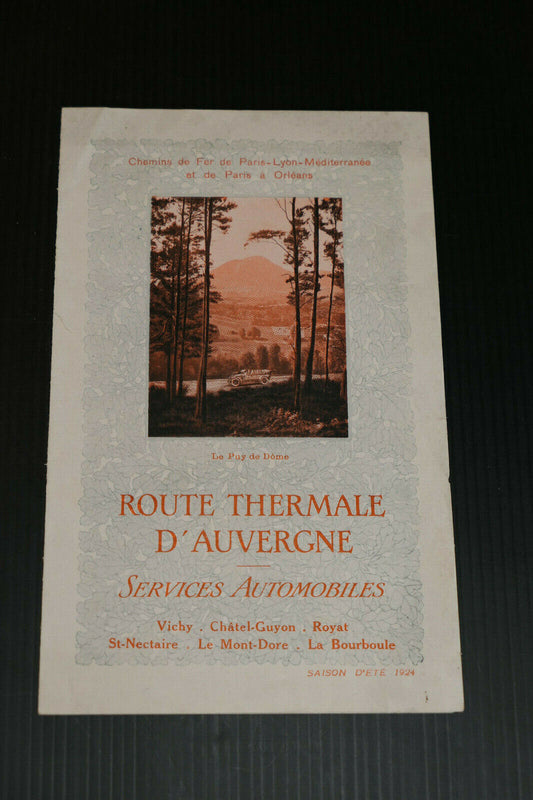 Chemins de Fer de Paris-Lyon-Méditerranée
et de Paris à Orléans
Le Puy de Dôme
ROUTE THERMALE
D'AUVERGNE
SERVICES AUTOMOBILES
Vichy . Châtel-Guyon . Royat
St-Nectaire . Le Mont-Dore . La Bourboule
SAISON D'ÉTÉ 1924